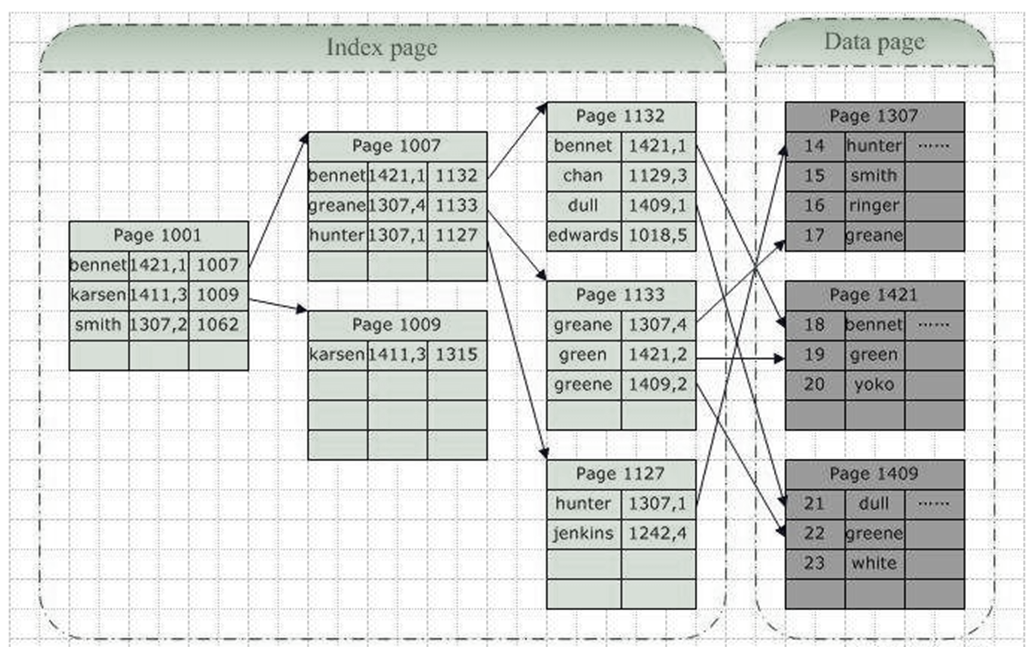 Index page
Data page
Page 1001
bennet 1421,1 1007
karsen 1411,3 1009
smith 1307,2 1062
Page 1007
bennet 1421,1 1132
greane 1307,4 1133
hunter 1307,1 1127
Page 1009
karsen 1411,3 1315
Page 1132
bennet 1421,1
chan 1129,3
dull 1409,1
edwards 1018,5
Page 1133
greane 1307,4
green 1421,2
greene 1409,2
Page 1127
hunter 1307,1
jenkins 1242,4
Page 1307
14 hunter ······
15 smith
16 ringer
17 greane
Page 1421
18 bennet ······
19 green
20 yoko
Page 1409
21 dull ······
22 greene
23 white